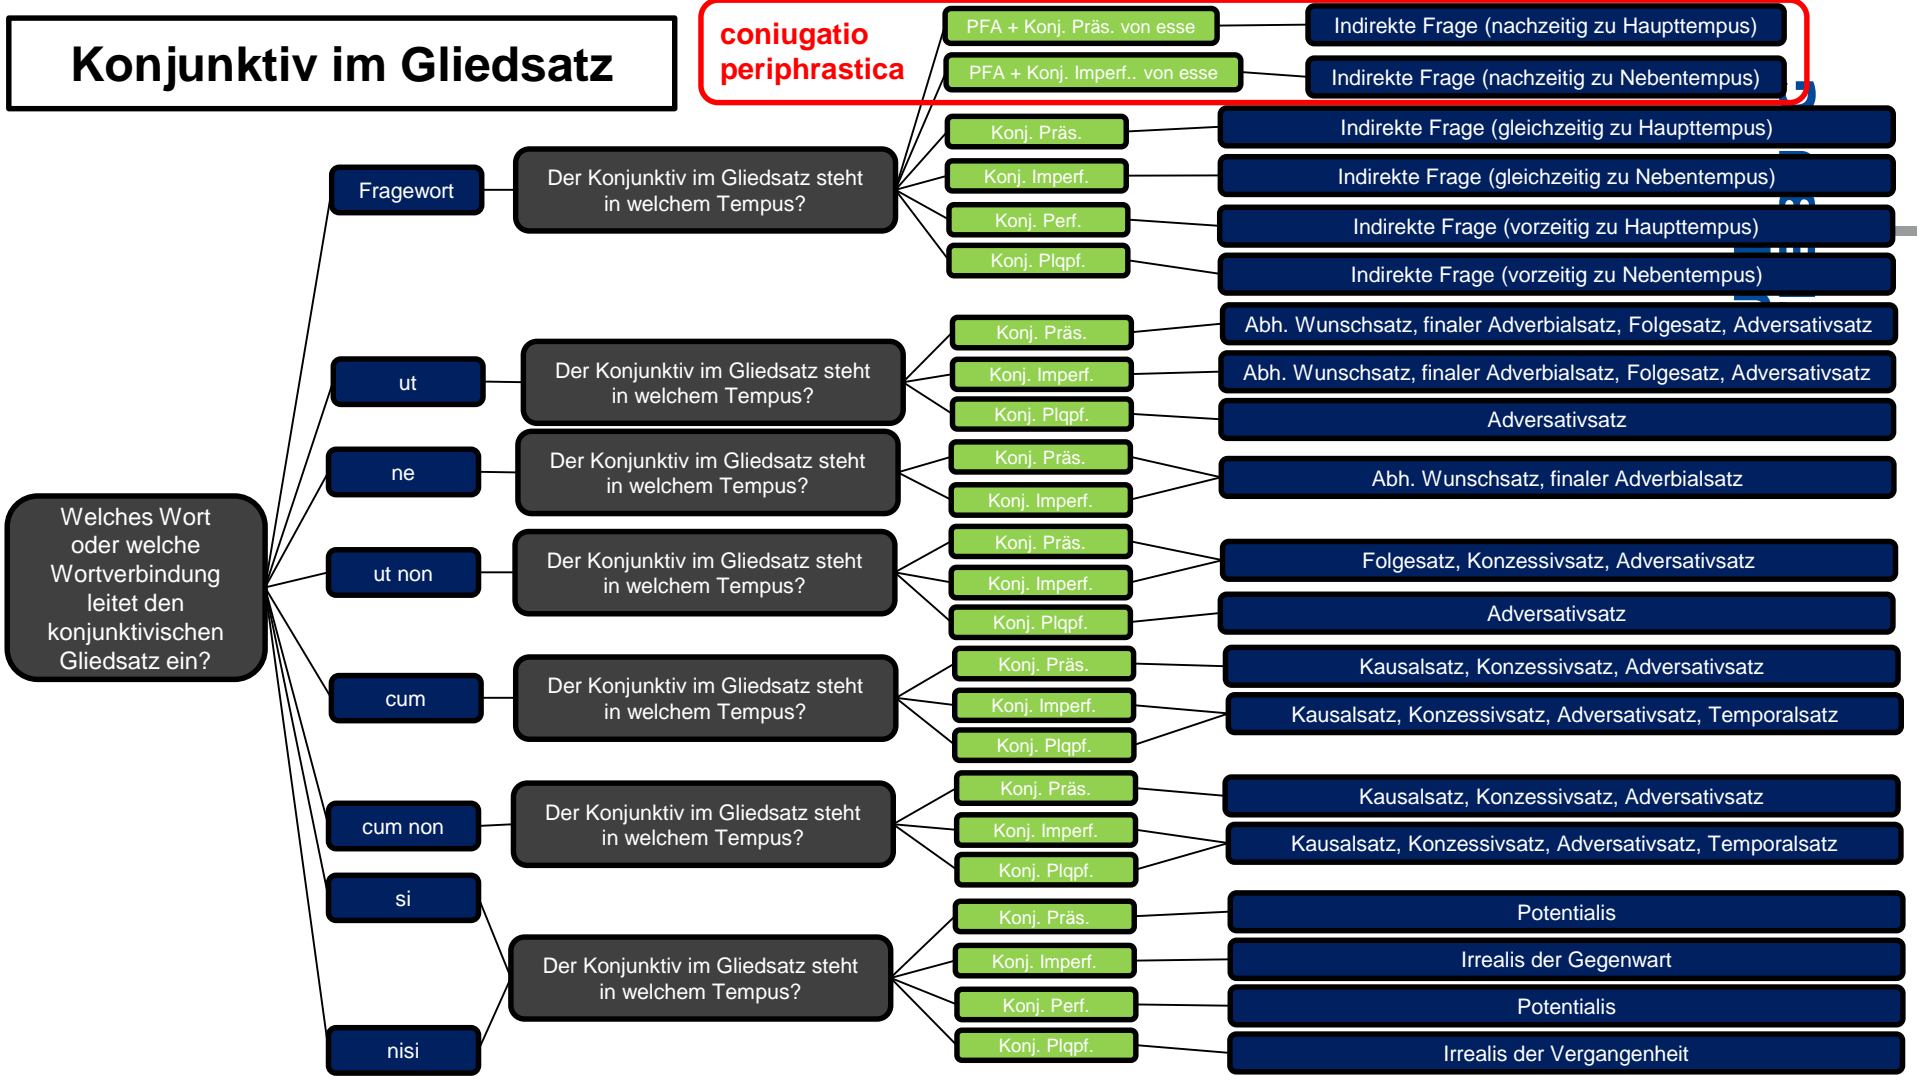 Konjunktiv im Gliedsatz
coniugatio
periphrastica
PFA + Konj. Präs. von esse
Indirekte Frage (nachzeitig zu Haupttempus)
PFA + Konj. Imperf.. von esse
Indirekte Frage (nachzeitig zu Nebentempus)
Welches Wort
oder welche
Wortverbindung
leitet den
konjunktivischen
Gliedsatz ein?
Fragewort
Der Konjunktiv im Gliedsatz steht
in welchem Tempus?
Konj. Präs.
Indirekte Frage (gleichzeitig zu Haupttempus)
Konj. Imperf.
Indirekte Frage (gleichzeitig zu Nebentempus)
Konj. Perf.
Indirekte Frage (vorzeitig zu Haupttempus)
Konj. Plqpf.
Indirekte Frage (vorzeitig zu Nebentempus)
ut
Der Konjunktiv im Gliedsatz steht
in welchem Tempus?
Konj. Präs.
Abh. Wunschsatz, finaler Adverbialsatz, Folgesatz, Adversativsatz
Konj. Imperf.
Abh. Wunschsatz, finaler Adverbialsatz, Folgesatz, Adversativsatz
Konj. Plqpf.
Adversativsatz
ne
Der Konjunktiv im Gliedsatz steht
in welchem Tempus?
Konj. Präs.
Konj. Imperf.
Abh. Wunschsatz, finaler Adverbialsatz
ut non
Der Konjunktiv im Gliedsatz steht
in welchem Tempus?
Konj. Präs.
Konj. Imperf.
Folgesatz, Konzessivsatz, Adversativsatz
Konj. Plqpf.
Adversativsatz
cum
Der Konjunktiv im Gliedsatz steht
in welchem Tempus?
Konj. Präs.
Kausalsatz, Konzessivsatz, Adversativsatz
Konj. Imperf.
Konj. Plqpf.
Kausalsatz, Konzessivsatz, Adversativsatz, Temporalsatz
cum non
Der Konjunktiv im Gliedsatz steht
in welchem Tempus?
Konj. Präs.
Kausalsatz, Konzessivsatz, Adversativsatz
Konj. Imperf.
Konj. Plqpf.
Kausalsatz, Konzessivsatz, Adversativsatz, Temporalsatz
si
nisi
Der Konjunktiv im Gliedsatz steht
in welchem Tempus?
Konj. Präs.
Potentialis
Konj. Imperf.
Irrealis der Gegenwart
Konj. Perf.
Potentialis
Konj. Plqpf.
Irrealis der Vergangenheit